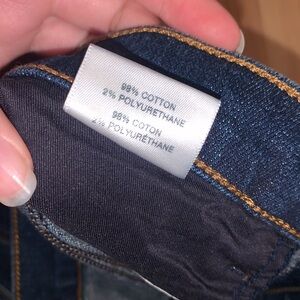 98% COTTON
2% POLYURETHANE
98% COTON
2% POLYURÉTHANE